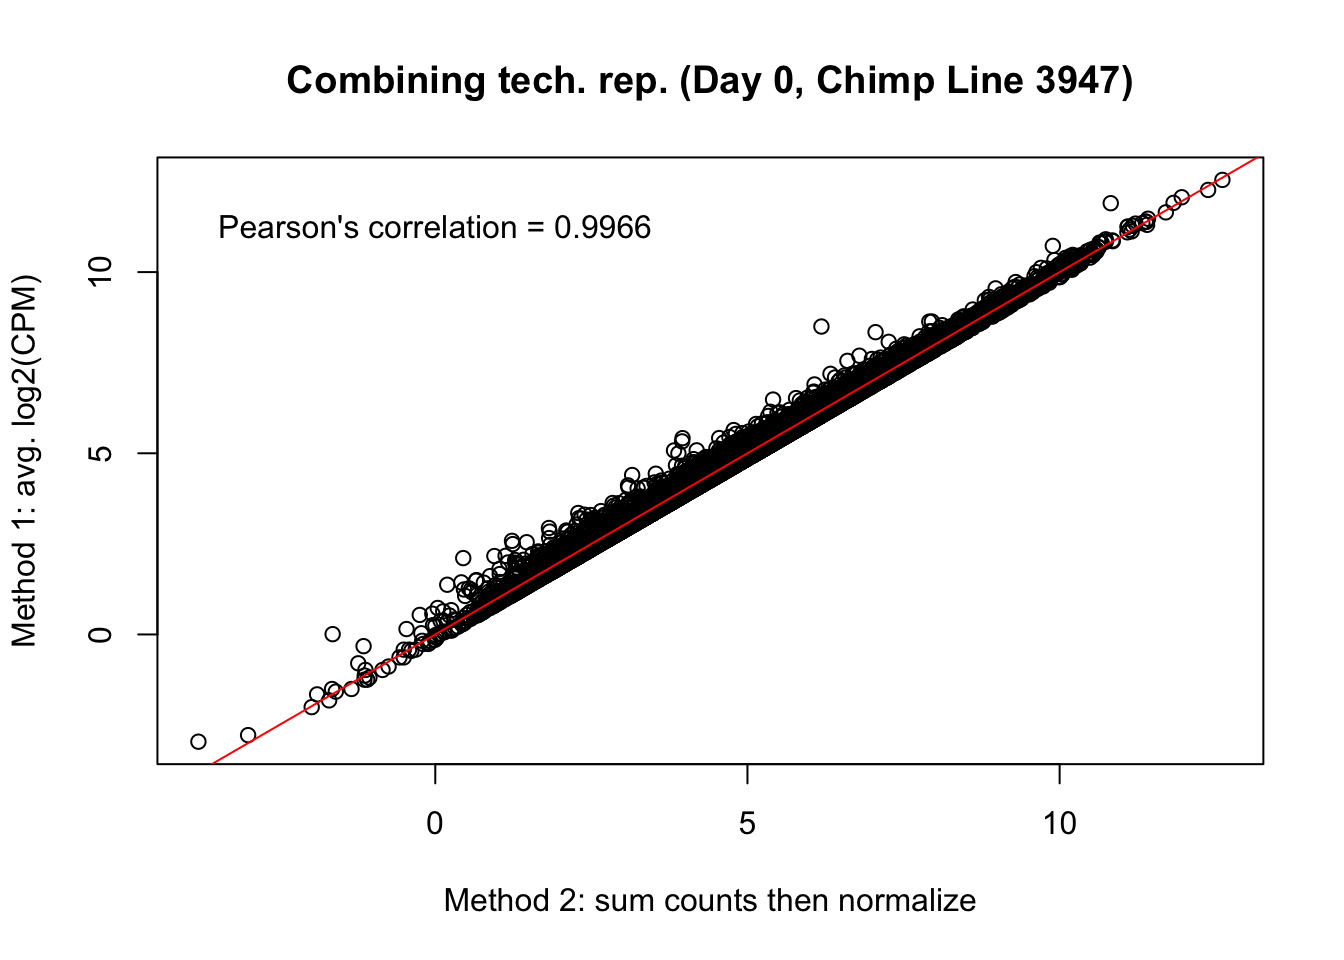 Combining tech. rep. (Day 0, Chimp Line 3947)
Pearson's correlation = 0.9966
Method 1: avg. log2(CPM)
10
5
0
0 5 10
Method 2: sum counts then normalize